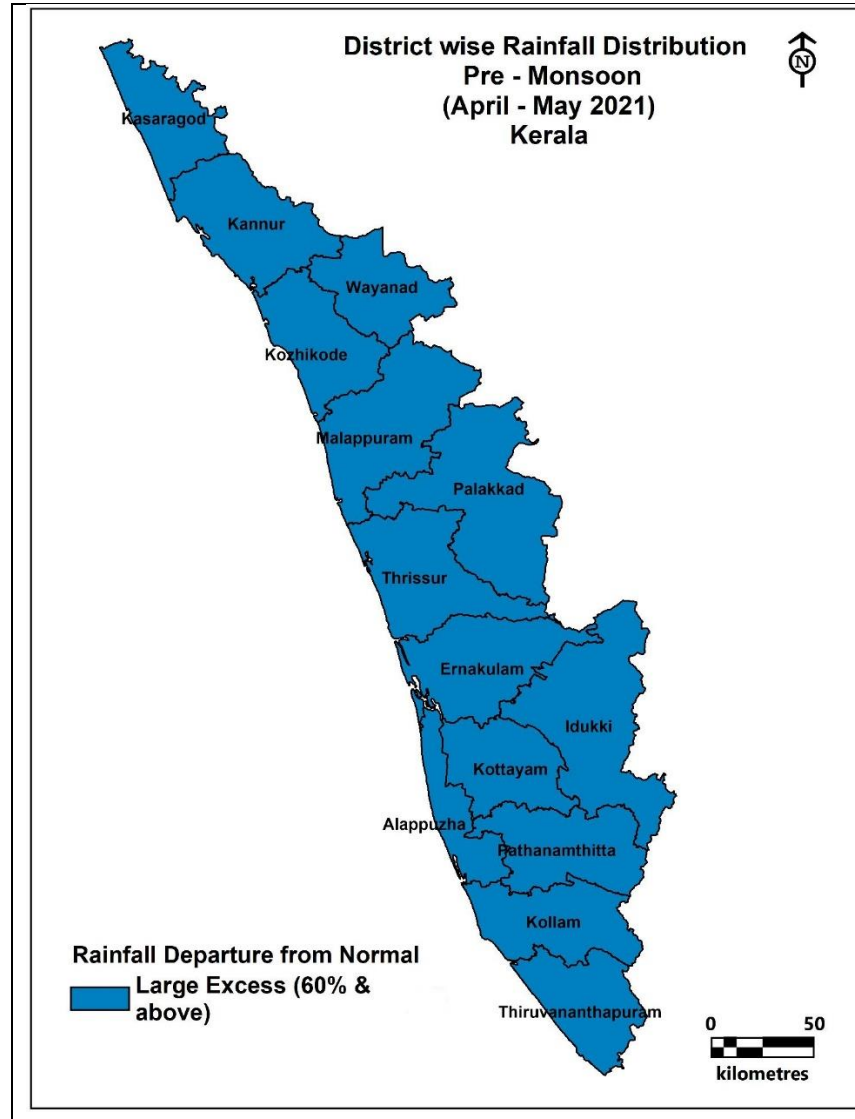 District wise Rainfall Distribution
Pre - Monsoon
(April - May 2021)
Kerala
N
Kasaragod
Kannur
Wayanad
Kozhikode
Malappuram
Palakkad
Thrissur
Ernakulam
Idukki
Kottayam
Alappuzha
Pathanamthitta
Kollam
Thiruvananthapuram
Rainfall Departure from Normal
Large Excess (60% &
above)
0 50
kilometres